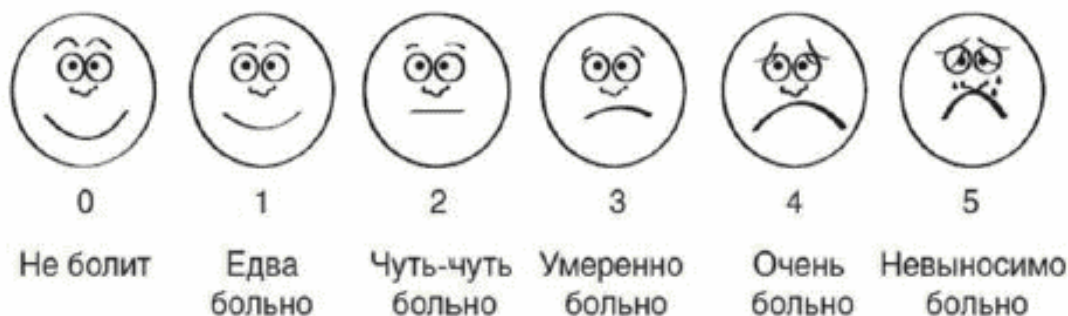 0 1 2 3 4 5
Не болит Едва Чуть-чуть Умеренно Очень Невыносимо
больно больно больно больно больно